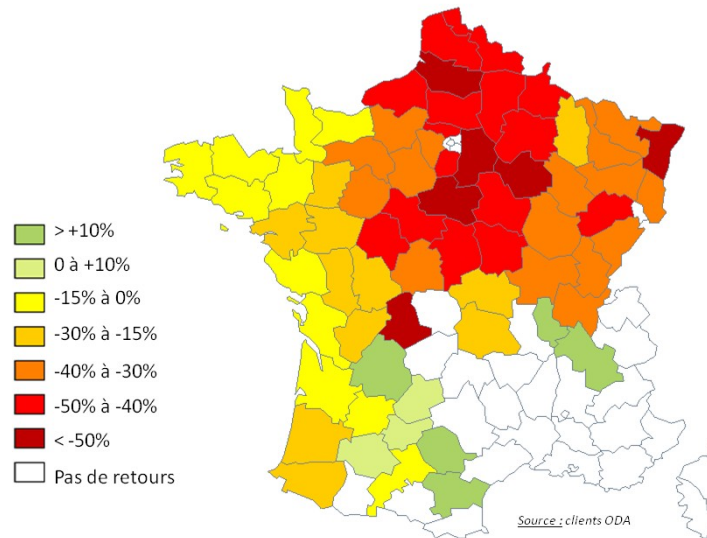 > +10%
0 à +10%
-15% à 0%
-30% à -15%
-40% à -30%
-50% à -40%
< -50%
Pas de retours
Source : clients ODA